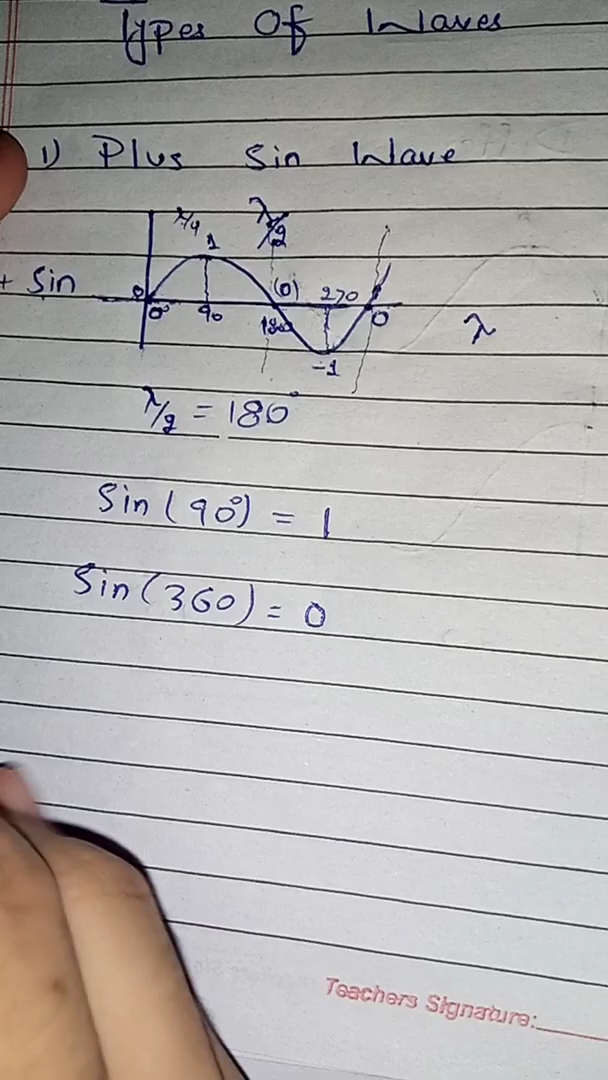 Types Of Waves
1) Plus Sin Wave
λ/4 λ/2
1
+ Sin 0 (0) 270
0° 90 180 0 λ
-1
λ/2 = 180°
Sin (90°) = 1
Sin (360) = 0
Teachers Signature: